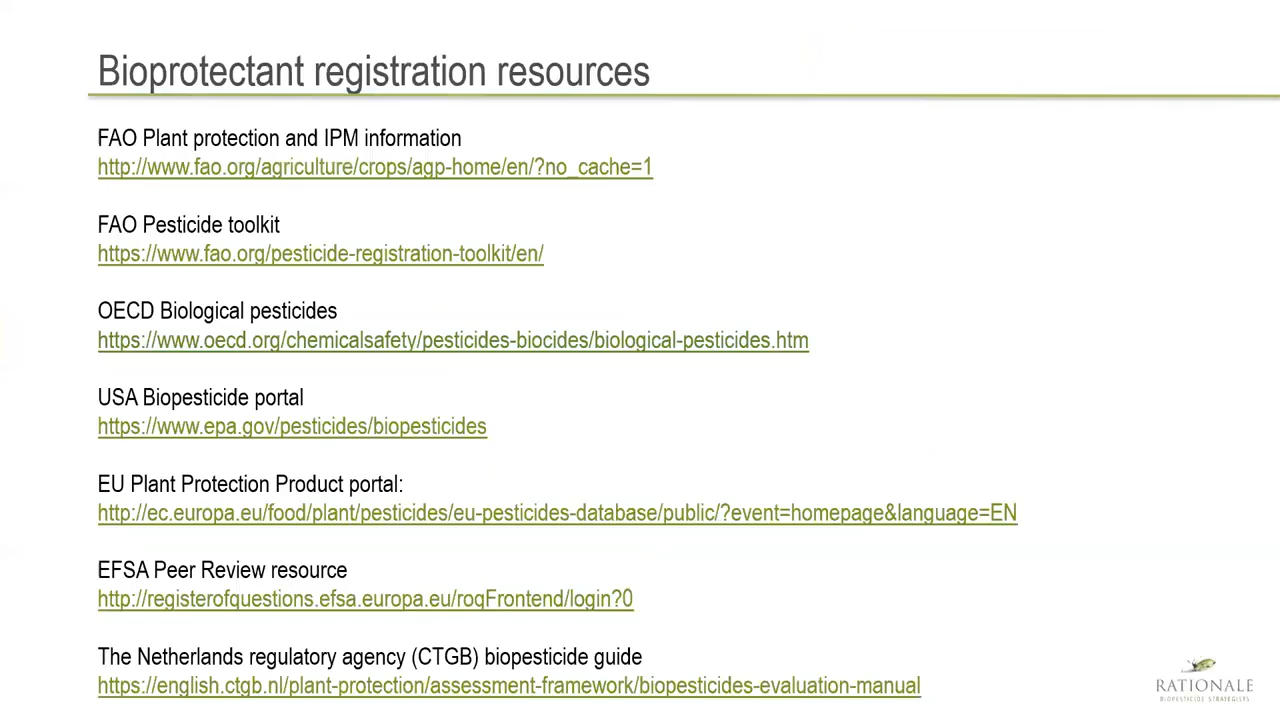 Bioprotectant registration resources
FAO Plant protection and IPM information
http://www.fao.org/agriculture/crops/agp-home/en/?no_cache=1
FAO Pesticide toolkit
https://www.fao.org/pesticide-registration-toolkit/en/
OECD Biological pesticides
https://www.oecd.org/chemicalsafety/pesticides-biocides/biological-pesticides.htm
USA Biopesticide portal
https://www.epa.gov/pesticides/biopesticides
EU Plant Protection Product portal:
http://ec.europa.eu/food/plant/pesticides/eu-pesticides-database/public/?event=homepage&language=EN
EFSA Peer Review resource
http://registerofquestions.efsa.europa.eu/roqFrontend/login?0
The Netherlands regulatory agency (CTGB) biopesticide guide
https://english.ctgb.nl/plant-protection/assessment-framework/biopesticides-evaluation-manual
RATIONALE
BIOPESTICIDE STRATEGISTS